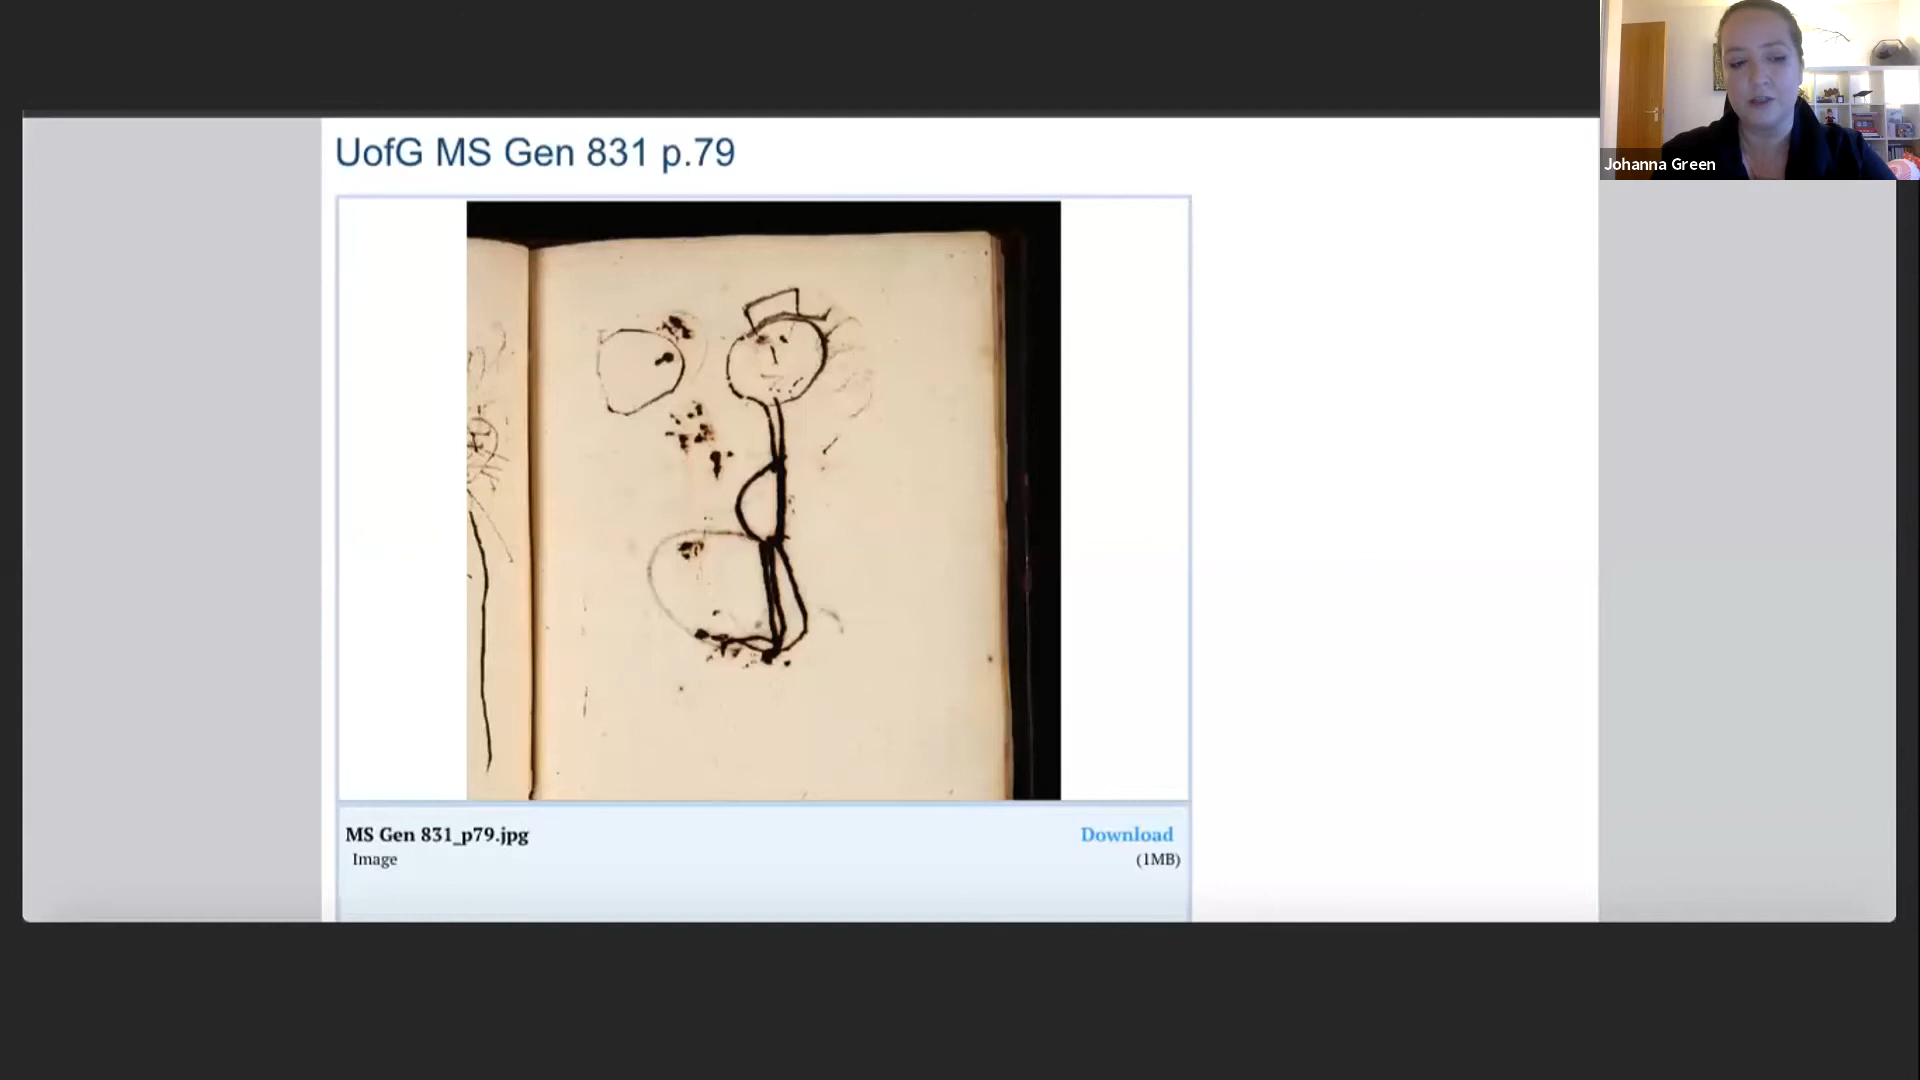 UofG MS Gen 831 p.79
Johanna Green
MS Gen 831_p79.jpg
Download
Image
(1MB)